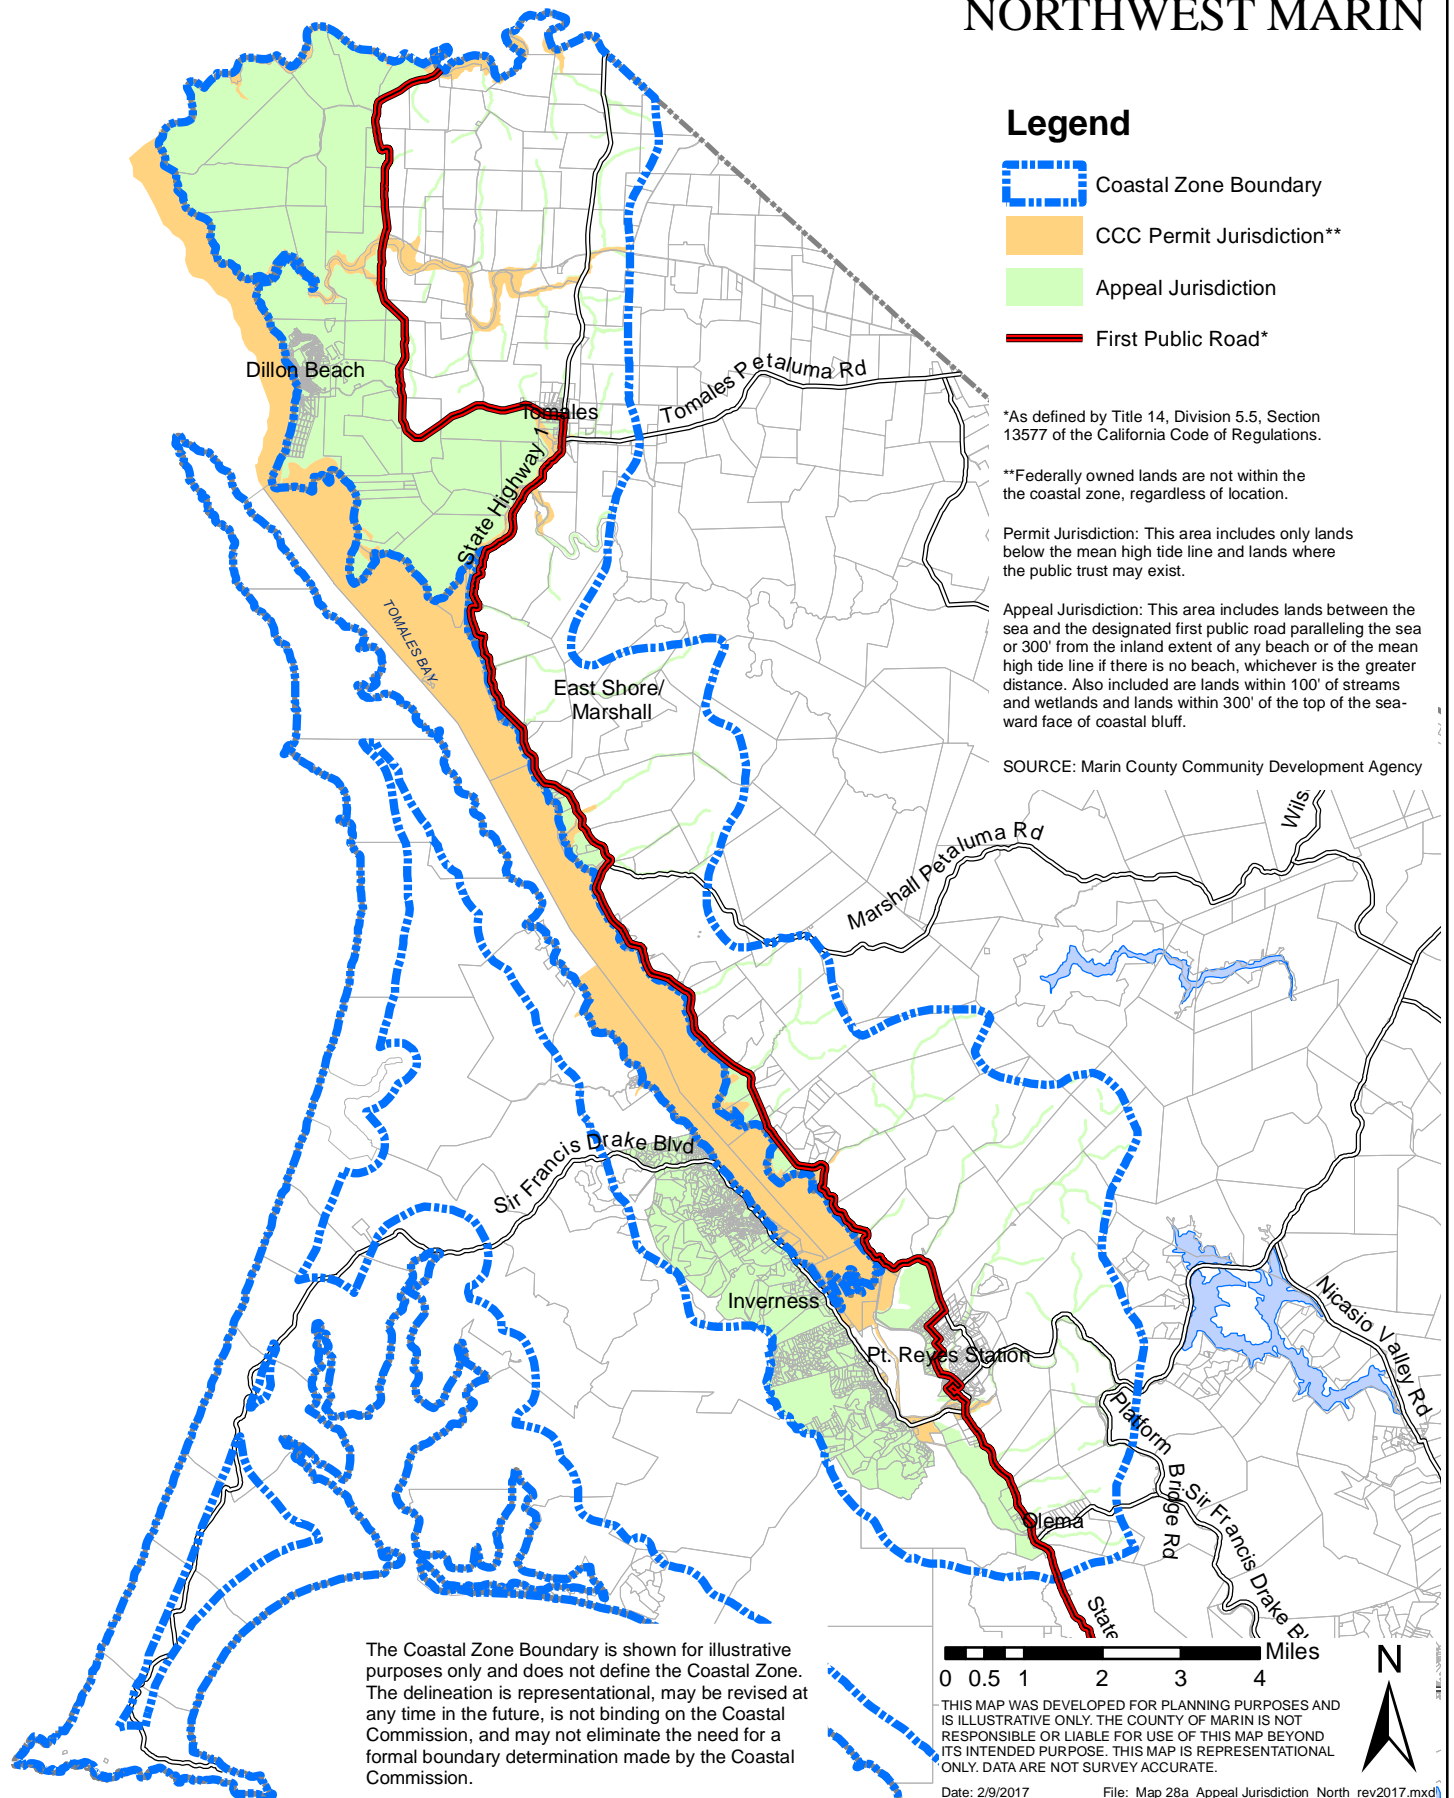 NORTHWEST MARIN
Legend
Coastal Zone Boundary
CCC Permit Jurisdiction**
Appeal Jurisdiction
First Public Road*
*As defined by Title 14, Division 5.5, Section
13577 of the California Code of Regulations.
**Federally owned lands are not within the
the coastal zone, regardless of location.
Permit Jurisdiction: This area includes only lands
below the mean high tide line and lands where
the public trust may exist.
Appeal Jurisdiction: This area includes lands between the
sea and the designated first public road paralleling the sea
or 300' from the inland extent of any beach or of the mean
high tide line if there is no beach, whichever is the greater
distance. Also included are lands within 100' of streams
and wetlands and lands within 300' of the top of the sea-
ward face of coastal bluff.
SOURCE: Marin County Community Development Agency
Dillon Beach
Tomales
Tomales Petaluma Rd
State Highway 1
TOMALES BAY
East Shore/
Marshall
Marshall Petaluma Rd
Wils
Sir Francis Drake Blvd
Inverness
Pt. Reyes Station
Nicasio Valley Rd
Platform Bridge Rd
Sir Francis Drake Bl
Olema
State
The Coastal Zone Boundary is shown for illustrative
purposes only and does not define the Coastal Zone.
The delineation is representational, may be revised at
any time in the future, is not binding on the Coastal
Commission, and may not eliminate the need for a
formal boundary determination made by the Coastal
Commission.
Miles
0 0.5 1 2 3 4
N
THIS MAP WAS DEVELOPED FOR PLANNING PURPOSES AND
IS ILLUSTRATIVE ONLY. THE COUNTY OF MARIN IS NOT
RESPONSIBLE OR LIABLE FOR USE OF THIS MAP BEYOND
ITS INTENDED PURPOSE. THIS MAP IS REPRESENTATIONAL
ONLY. DATA ARE NOT SURVEY ACCURATE.
Date: 2/9/2017 File: Map 28a_Appeal Jurisdiction_North_rev2017.mxd